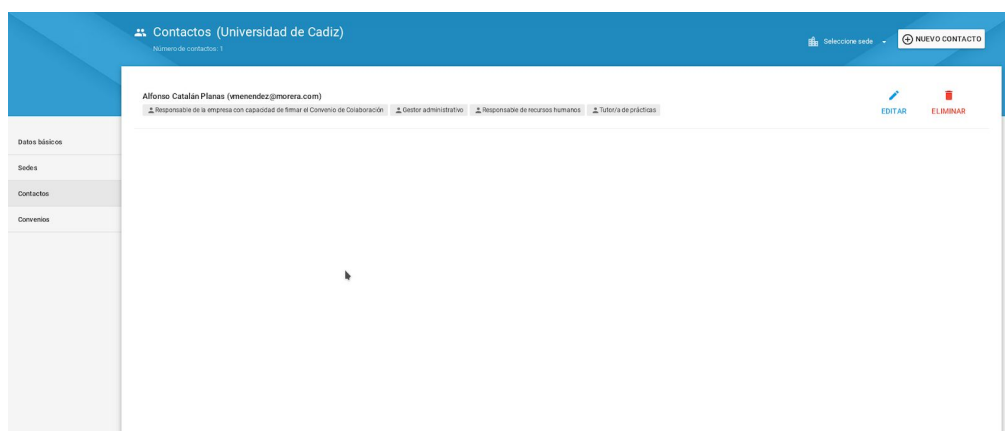 Contactos (Universidad de Cadiz)
Número de contactos: 1
Seleccione sede
NUEVO CONTACTO
Alfonso Catalán Planas (vmenendez@morera.com)
Responsable de la empresa con capacidad de firmar el Convenio de Colaboración Gestor administrativo Responsable de recursos humanos Tutor/a de prácticas
EDITAR ELIMINAR
Datos básicos
Sedes
Contactos
Convenios